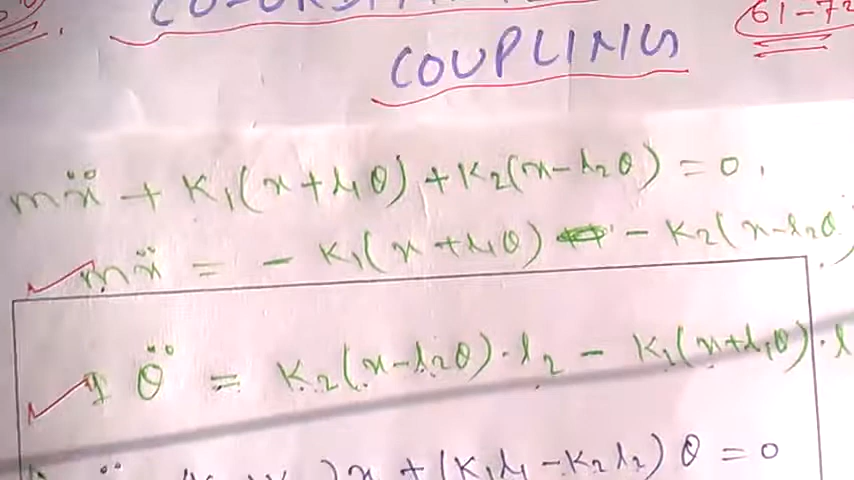 COUPLING
61-72
mẍ + K₁(x+l₁θ) + K₂(x-l₂θ) = 0.
mẍ = - K₁(x+l₁θ) - K₂(x-l₂θ)
I θ̈ = K₂(x-l₂θ)·l₂ - K₁(x+l₁θ)·l
)x + (K₁l₁ - K₂l₂) θ = 0